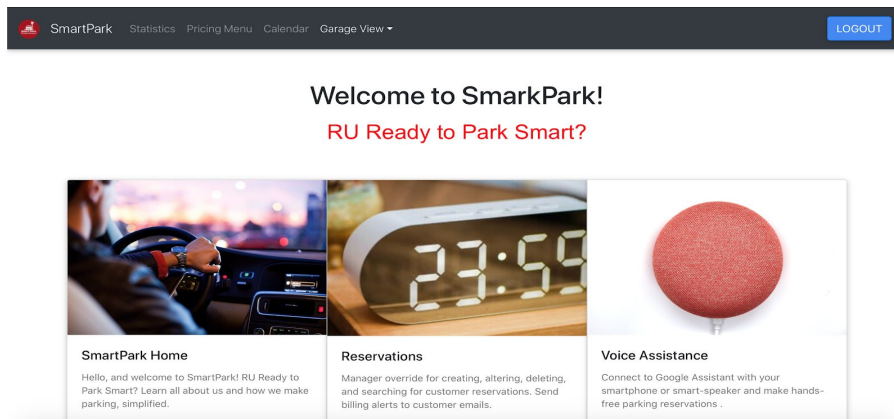 SmartPark Statistics Pricing Menu Calendar Garage View LOGOUT
Welcome to SmarkPark!
RU Ready to Park Smart?
23:59
SmartPark Home
Hello, and welcome to SmartPark! RU Ready to
Park Smart? Learn all about us and how we make
parking, simplified.
Reservations
Manager override for creating, altering, deleting,
and searching for customer reservations. Send
billing alerts to customer emails.
Voice Assistance
Connect to Google Assistant with your
smartphone or smart-speaker and make hands-
free parking reservations .